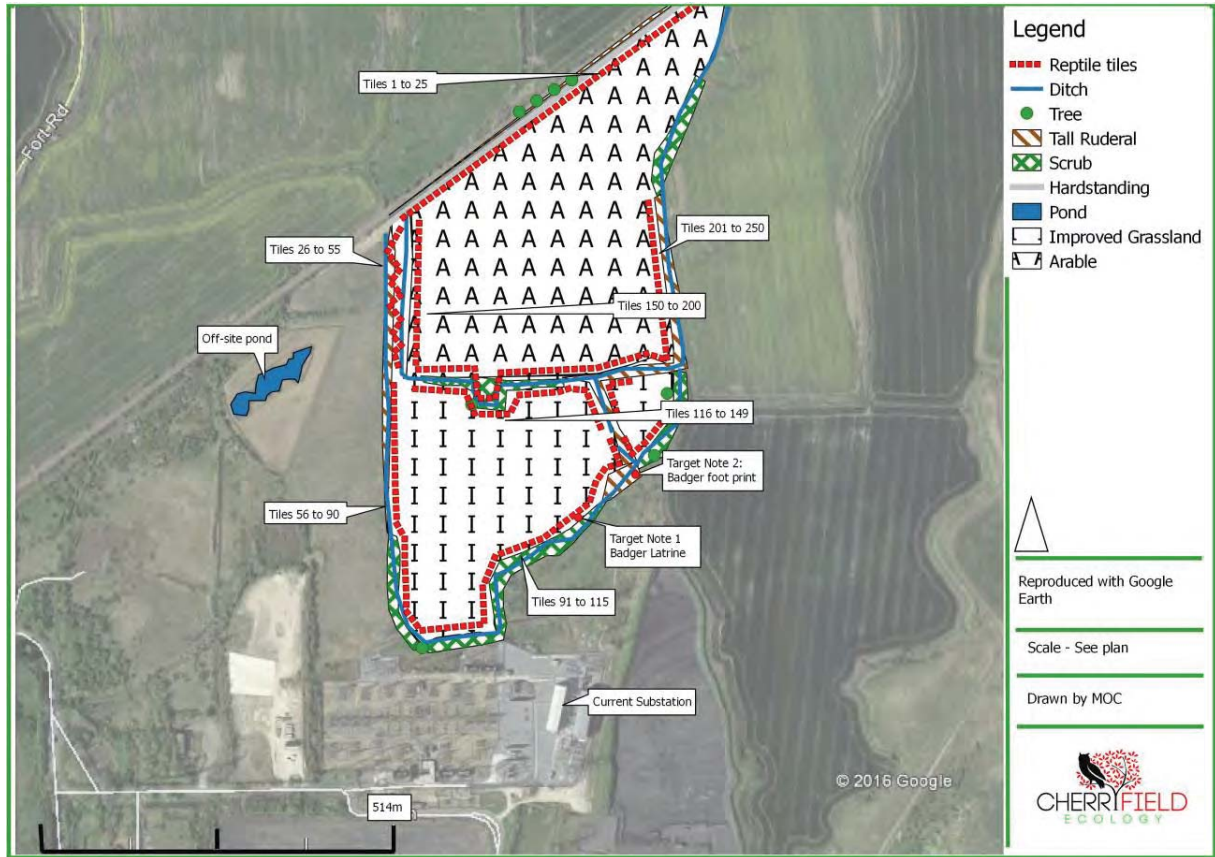 Tiles 1 to 25
Fort Rd
Tiles 26 to 55
Tiles 201 to 250
Tiles 150 to 200
Off-site pond
Tiles 116 to 149
Target Note 2:
Badger foot print
Tiles 56 to 90
Target Note 1
Badger Latrine
Tiles 91 to 115
Current Substation
© 2016 Google
514m
Legend
Reptile tiles
Ditch
Tree
Tall Ruderal
Scrub
Hardstanding
Pond
Improved Grassland
Arable
Reproduced with Google
Earth
Scale - See plan
Drawn by MOC
CHERRYFIELD
ECOLOGY